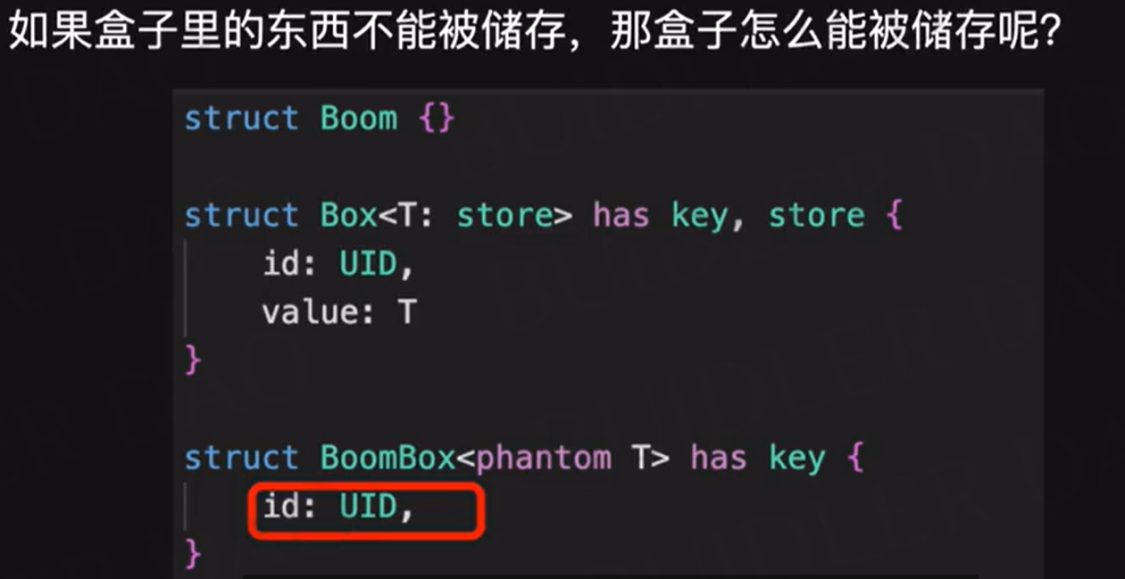 如果盒子里的东西不能被储存，那盒子怎么能被储存呢？
struct Boom {}
struct Box<T: store> has key, store {
id: UID,
value: T
}
struct BoomBox<phantom T> has key {
id: UID,
}